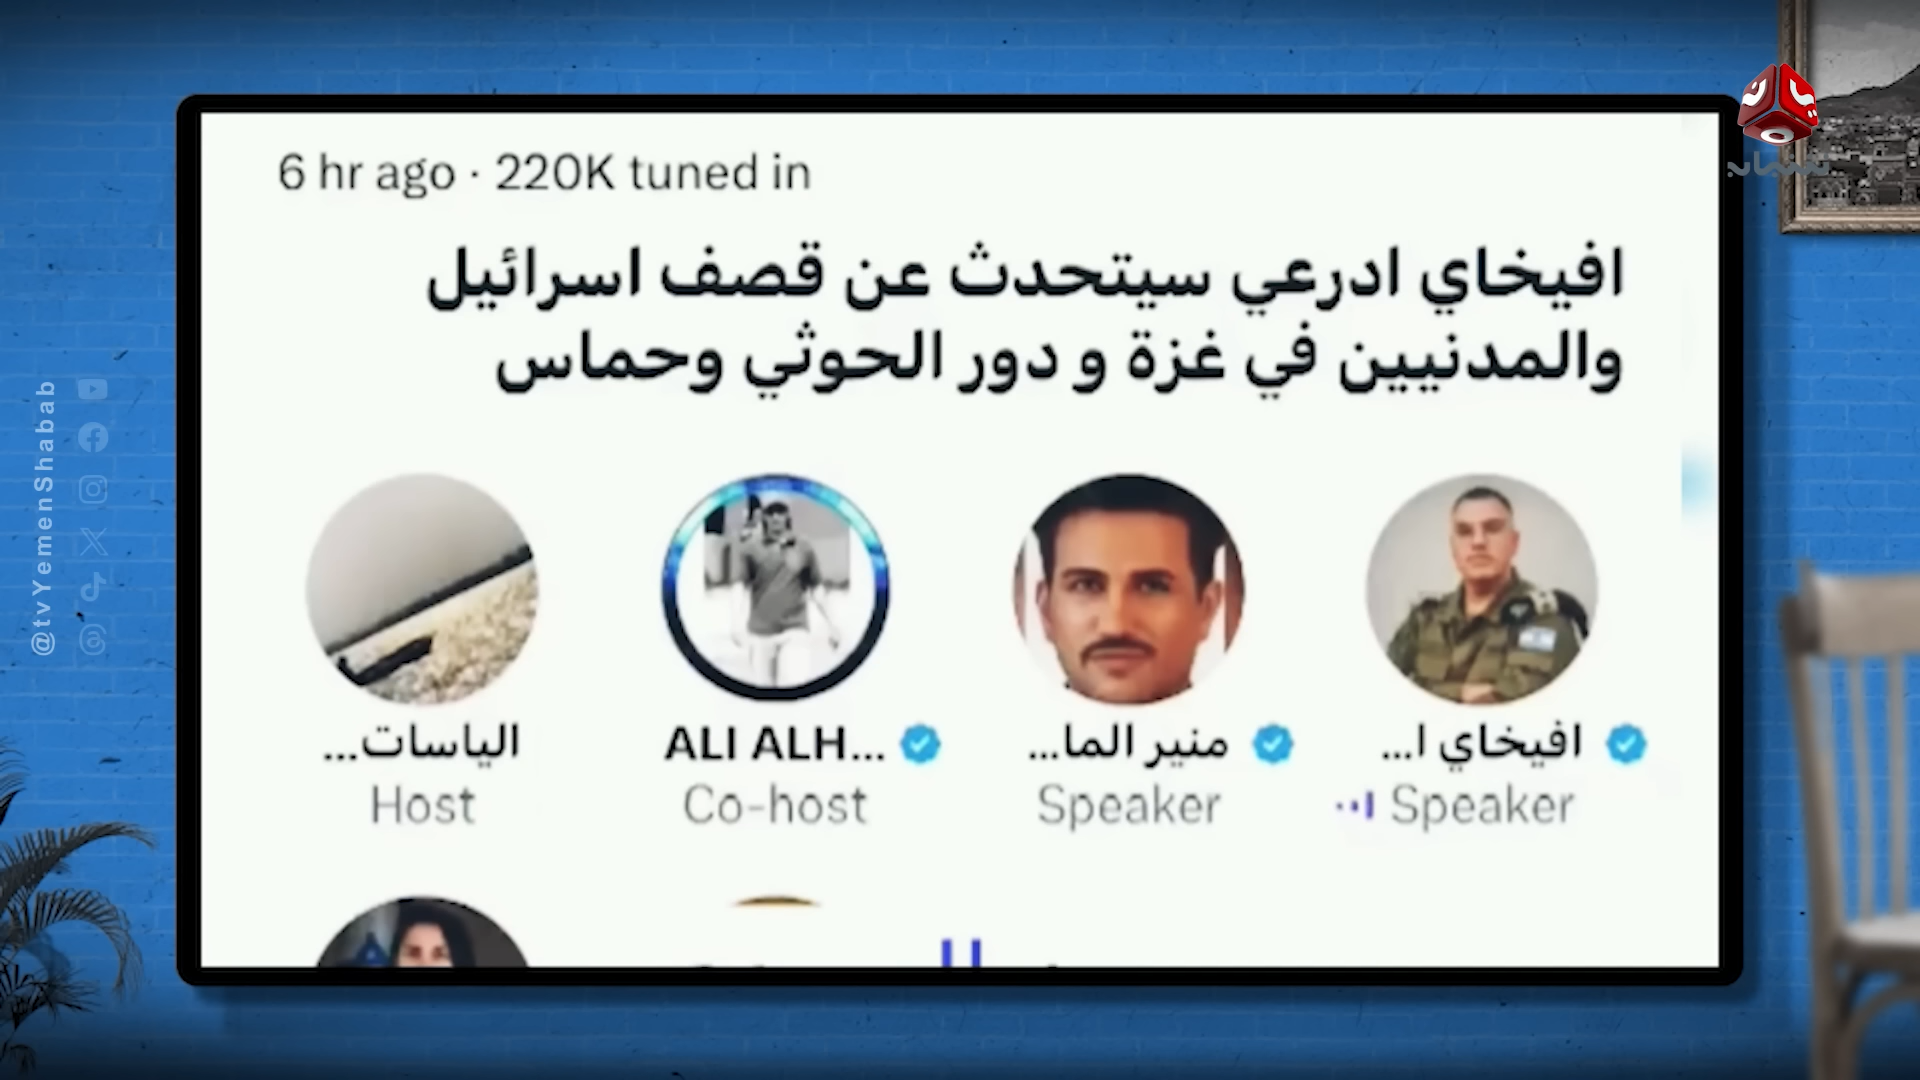 6 hr ago · 220K tuned in
افيخاي ادرعي سيتحدث عن قصف اسرائيل
والمدنيين في غزة و دور الحوثي وحماس
الياسات...
ALI ALH...
منير الما...
افيخاي ا...
Host
Co-host
Speaker
Speaker
@tvYemenShabab